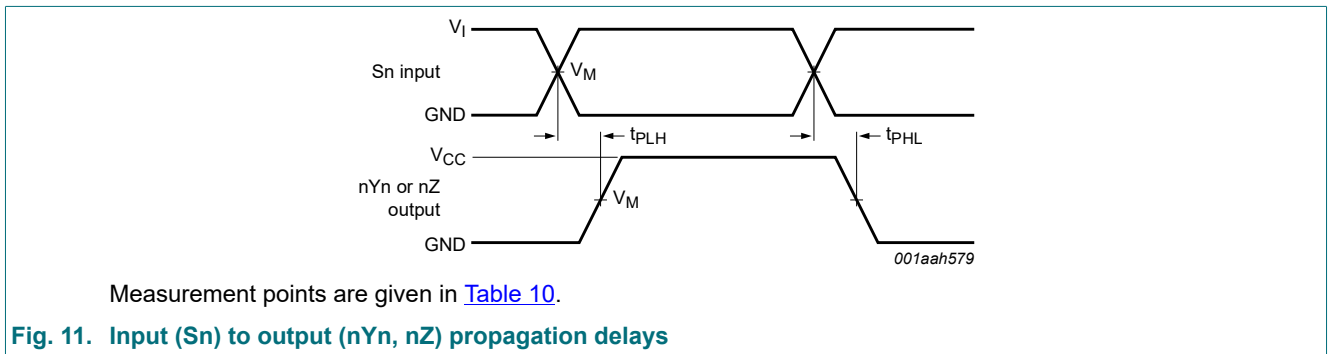 VI
Sn input
VM
GND
tPLH
tPHL
VCC
nYn or nZ
output
VM
GND
001aah579
Measurement points are given in Table 10.
Fig. 11. Input (Sn) to output (nYn, nZ) propagation delays